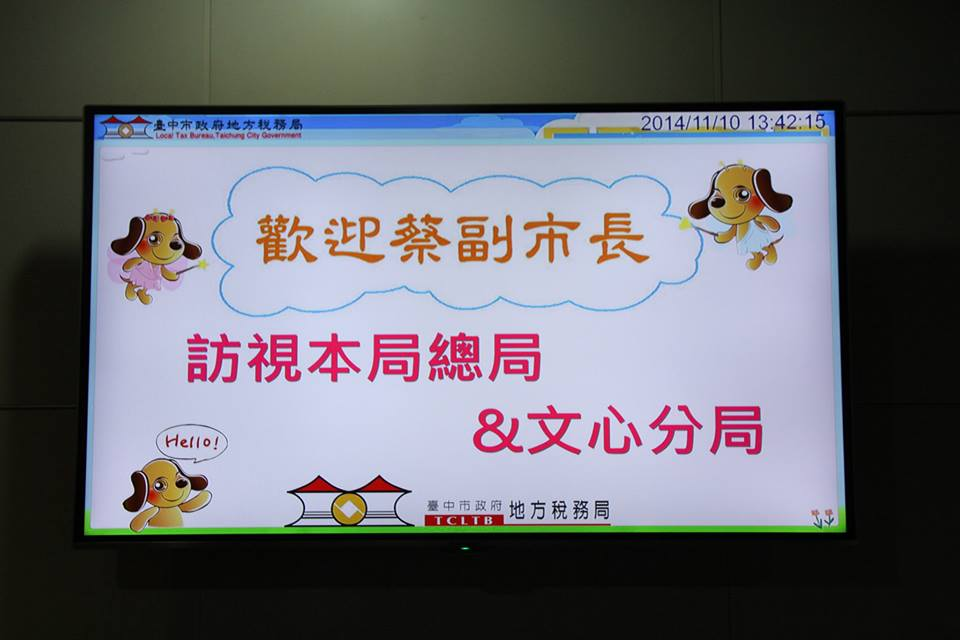 臺中市政府地方稅務局
Local Tax Bureau,Taichung City Government
2014/11/10 13:42:15
歡迎蔡副市長
訪視本局總局
&文心分局
Hello!
臺中市政府 地方稅務局
TCLTB